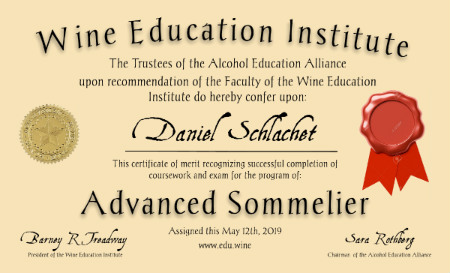 Wine Education Institute
The Trustees of the Alcohol Education Alliance
upon recommendation of the Faculty of the Wine Education
Institute do hereby confer upon:
Daniel Schlachet
This certificate of merit recognizing successful completion of
coursework and exam for the program of:
Advanced Sommelier
Assigned this May 12th, 2019
www.edu.wine
Barney R Treadway
President of the Wine Education Institute
Sara Rothberg
Chairman of the Alcohol Education Alliance